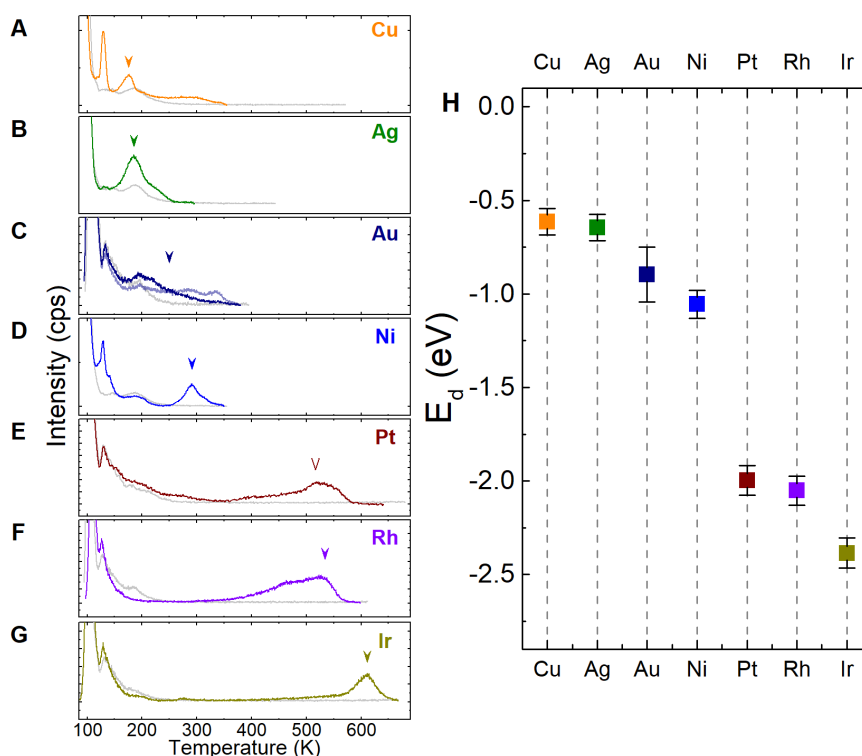 A
Cu
B
Ag
C
Au
D
Ni
E
Pt
F
Rh
G
Ir
Intensity (cps)
100 200 300 400 500 600
Temperature (K)
H
Cu Ag Au Ni Pt Rh Ir
0.0
-0.5
-1.0
-1.5
-2.0
-2.5
E_d (eV)
Cu Ag Au Ni Pt Rh Ir